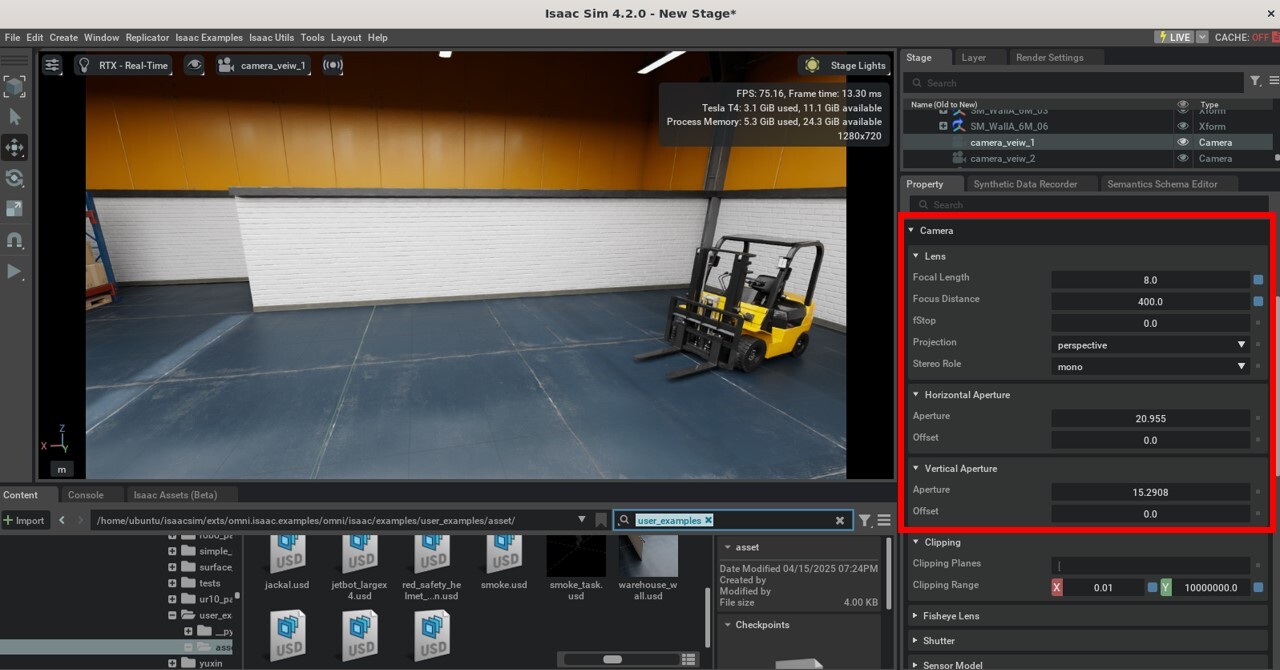 Isaac Sim 4.2.0 - New Stage*
File Edit Create Window Replicator Isaac Examples Isaac Utils Tools Layout Help
LIVE CACHE: OFF
RTX - Real-Time camera_veiw_1 Stage Lights
FPS: 75.16, Frame time: 13.30 ms
Tesla T4: 3.1 GiB used, 11.1 GiB available
Process Memory: 5.3 GiB used, 24.3 GiB available
1280x720
Z
X Y
m
Stage Layer Render Settings
Search
Name (Old to New) Type
SM_WallA_6M_03 Xform
SM_WallA_6M_06 Xform
camera_veiw_1 Camera
camera_veiw_2 Camera
Property Synthetic Data Recorder Semantics Schema Editor
Search
Camera
Lens
Focal Length 8.0
Focus Distance 400.0
fStop 0.0
Projection perspective
Stereo Role mono
Horizontal Aperture
Aperture 20.955
Offset 0.0
Vertical Aperture
Aperture 15.2908
Offset 0.0
Clipping
Clipping Planes [
Clipping Range X 0.01 Y 10000000.0
Fisheye Lens
Shutter
Sensor Model
Content Console Isaac Assets (Beta)
Import /home/ubuntu/isaacsim/exts/omni.isaac.examples/omni/isaac/examples/user_examples/asset/ user_examples
simple_
surface_
tests
ur10_pa
user_ex
__py
asse
yuxin
USD USD USD USD
jackal.usd
jetbot_largex
4.usd
red_safety_he
lmet_...n.usd
smoke.usd
smoke_task.
usd
warehouse_w
all.usd
USD USD USD
asset
Date Modified 04/15/2025 07:24PM
Created by
Modified by
File size 4.00 KB
Checkpoints